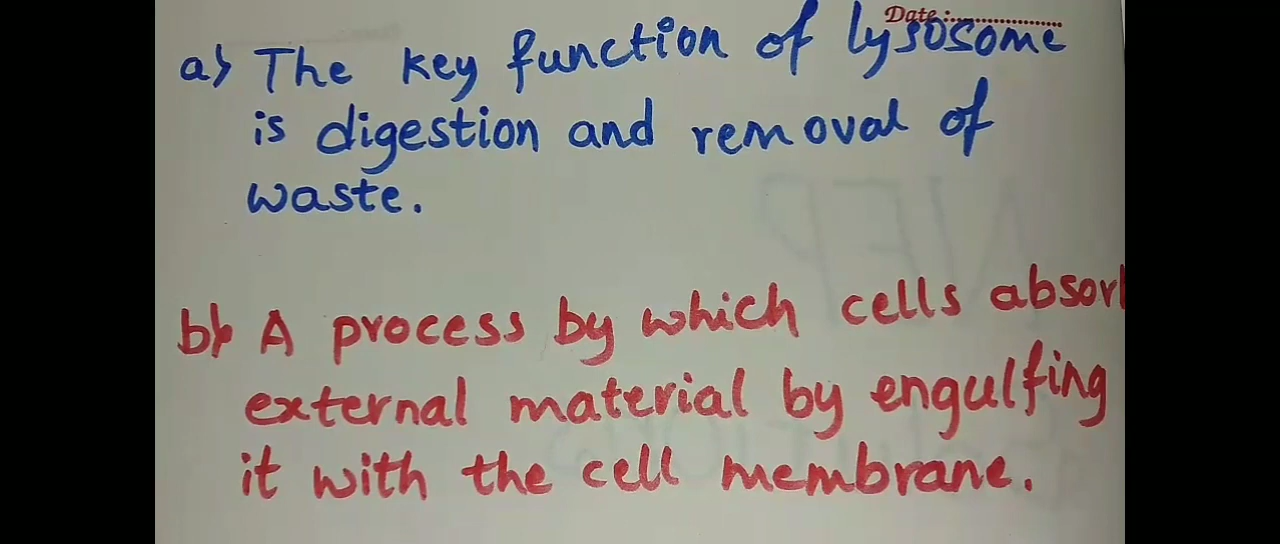 Date :....................
a) The key function of lysosome
is digestion and removal of
waste.
b) A process by which cells absor
external material by engulfing
it with the cell membrane.